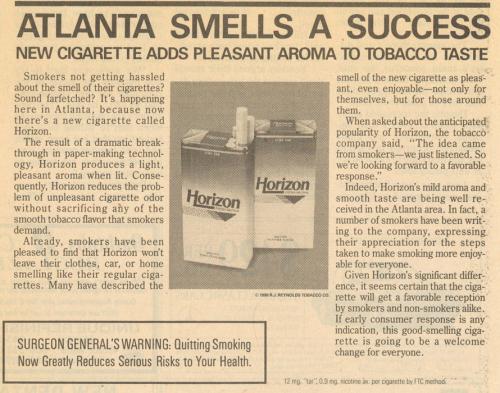 ATLANTA SMELLS A SUCCESS
NEW CIGARETTE ADDS PLEASANT AROMA TO TOBACCO TASTE
Smokers not getting hassled
about the smell of their cigarettes?
Sound farfetched? It's happening
here in Atlanta, because now
there's a new cigarette called
Horizon.
The result of a dramatic break-
through in paper-making technol-
ogy, Horizon produces a light,
pleasant aroma when lit. Conse-
quently, Horizon reduces the prob-
lem of unpleasant cigarette odor
without sacrificing any of the
smooth tobacco flavor that smokers
demand.
Already, smokers have been
pleased to find that Horizon won't
leave their clothes, car, or home
smelling like their regular ciga-
rettes. Many have described the
Horizon
Horizon
© 1990 R.J. REYNOLDS TOBACCO CO.
smell of the new cigarette as pleas-
ant, even enjoyable—not only for
themselves, but for those around
them.
When asked about the anticipated
popularity of Horizon, the tobacco
company said, "The idea came
from smokers—we just listened. So
we're looking forward to a favorable
response."
Indeed, Horizon's mild aroma and
smooth taste are being well re-
ceived in the Atlanta area. In fact, a
number of smokers have been writ-
ing to the company, expressing
their appreciation for the steps
taken to make smoking more enjoy-
able for everyone.
Given Horizon's significant differ-
ence, it seems certain that the ciga-
rette will get a favorable reception
by smokers and non-smokers alike.
If early consumer response is any
indication, this good-smelling ciga-
rette is going to be a welcome
change for everyone.
SURGEON GENERAL'S WARNING: Quitting Smoking
Now Greatly Reduces Serious Risks to Your Health.
12 mg. "tar", 0.9 mg. nicotine av. per cigarette by FTC method.